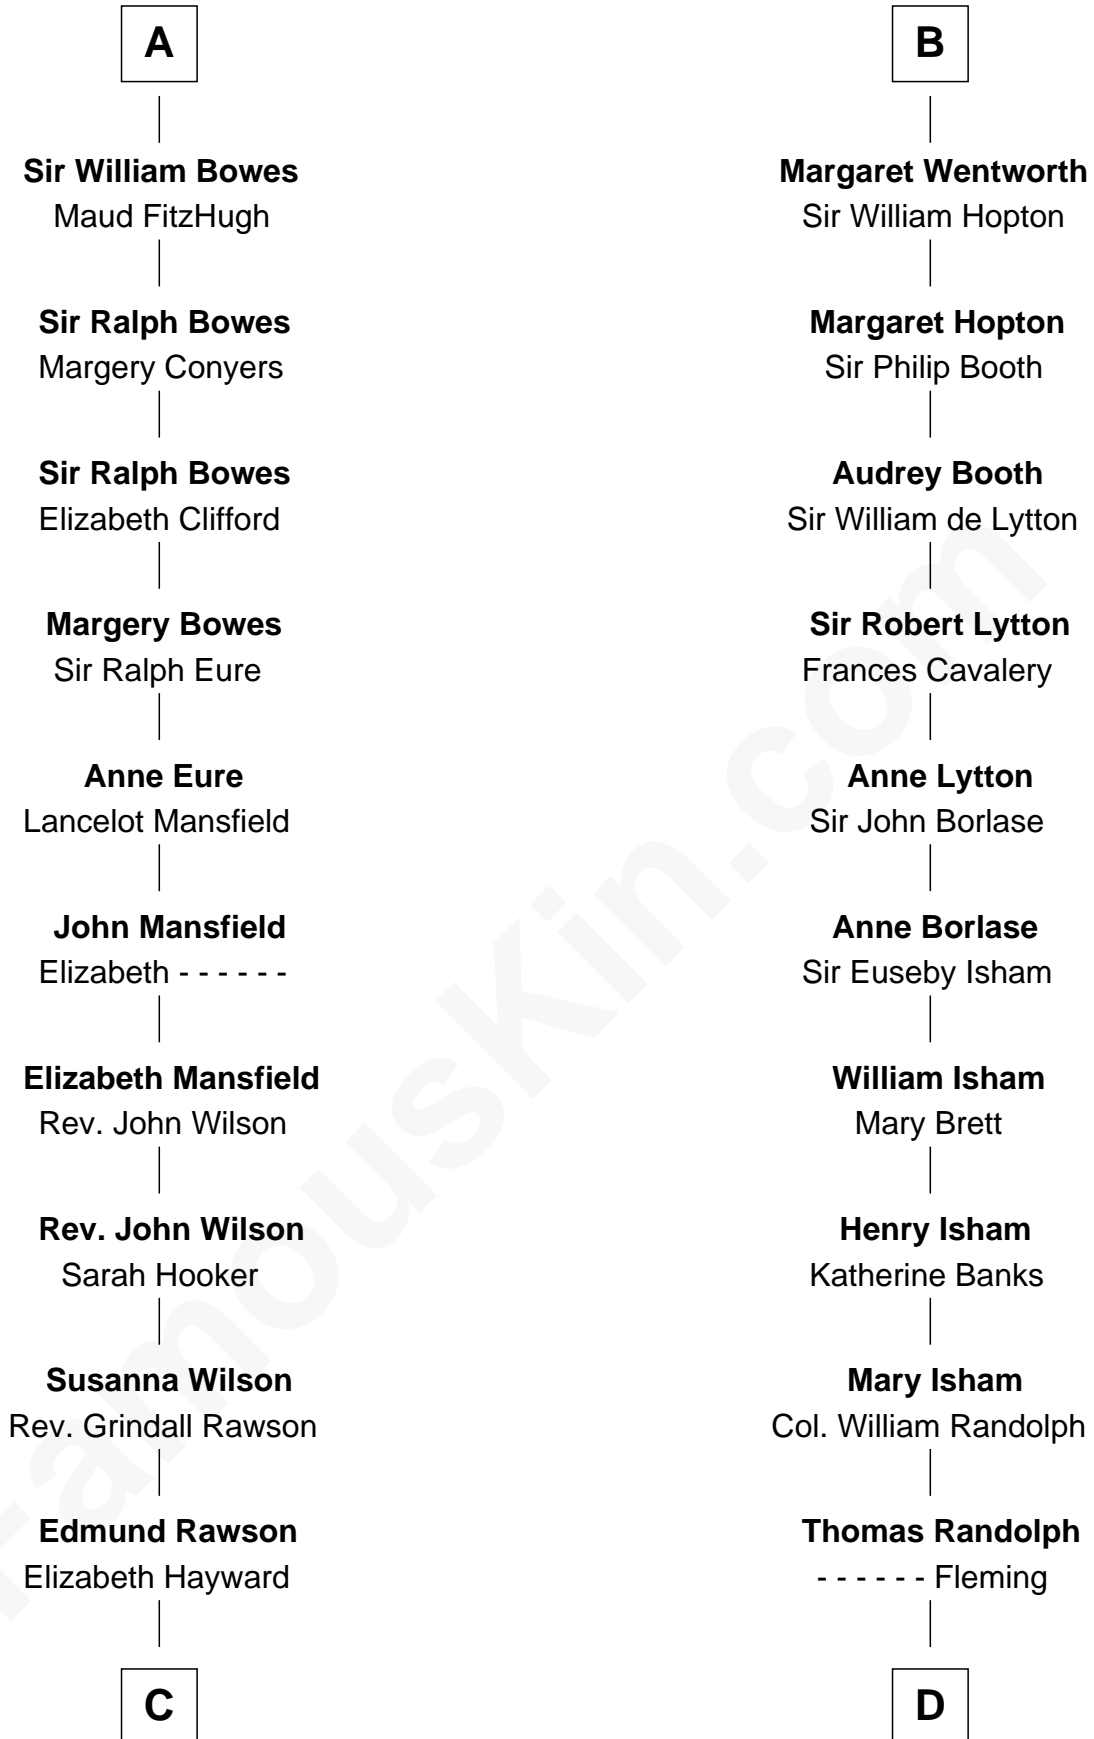 A
Sir William Bowes
Maud FitzHugh
Sir Ralph Bowes
Margery Conyers
Sir Ralph Bowes
Elizabeth Clifford
Margery Bowes
Sir Ralph Eure
Anne Eure
Lancelot Mansfield
John Mansfield
Elizabeth - - - - - -
Elizabeth Mansfield
Rev. John Wilson
Rev. John Wilson
Sarah Hooker
Susanna Wilson
Rev. Grindall Rawson
Edmund Rawson
Elizabeth Hayward
C
B
Margaret Wentworth
Sir William Hopton
Margaret Hopton
Sir Philip Booth
Audrey Booth
Sir William de Lytton
Sir Robert Lytton
Frances Cavalery
Anne Lytton
Sir John Borlase
Anne Borlase
Sir Euseby Isham
William Isham
Mary Brett
Henry Isham
Katherine Banks
Mary Isham
Col. William Randolph
Thomas Randolph
- - - - - - Fleming
D
FamousKin.com